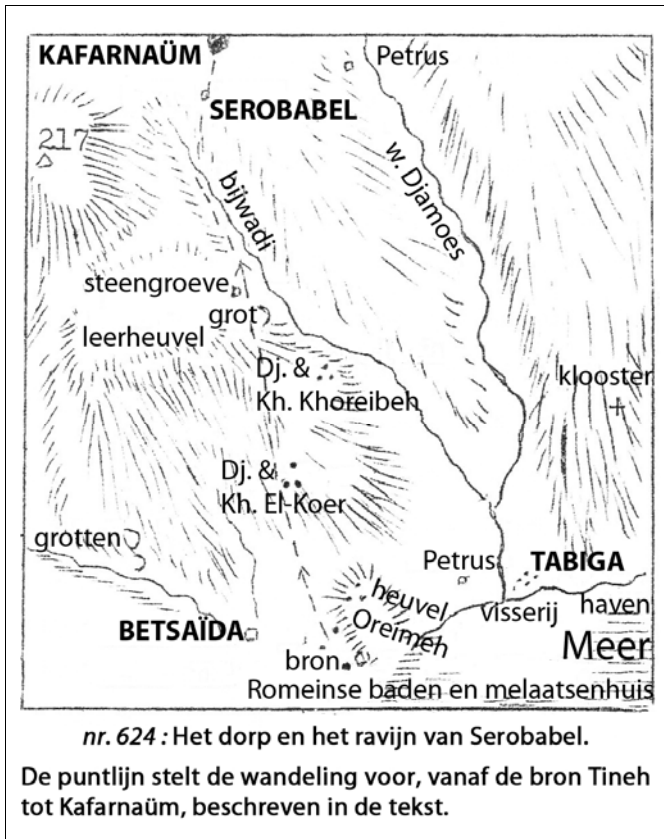 KAFARNAÜM
Petrus
SEROBABEL
217
w. Djamoes
bijwadi
steengroeve
grot
leerheuvel
Dj. &
Kh. Khoreibeh
klooster
Dj. &
Kh. El-Koer
grotten
Petrus
TABIGA
heuvel
Oreimeh
visserij
haven
BETSAÏDA
Meer
bron
Romeinse baden en melaatsenhuis
nr. 624 : Het dorp en het ravijn van Serobabel.
De puntlijn stelt de wandeling voor, vanaf de bron Tineh
tot Kafarnaüm, beschreven in de tekst.